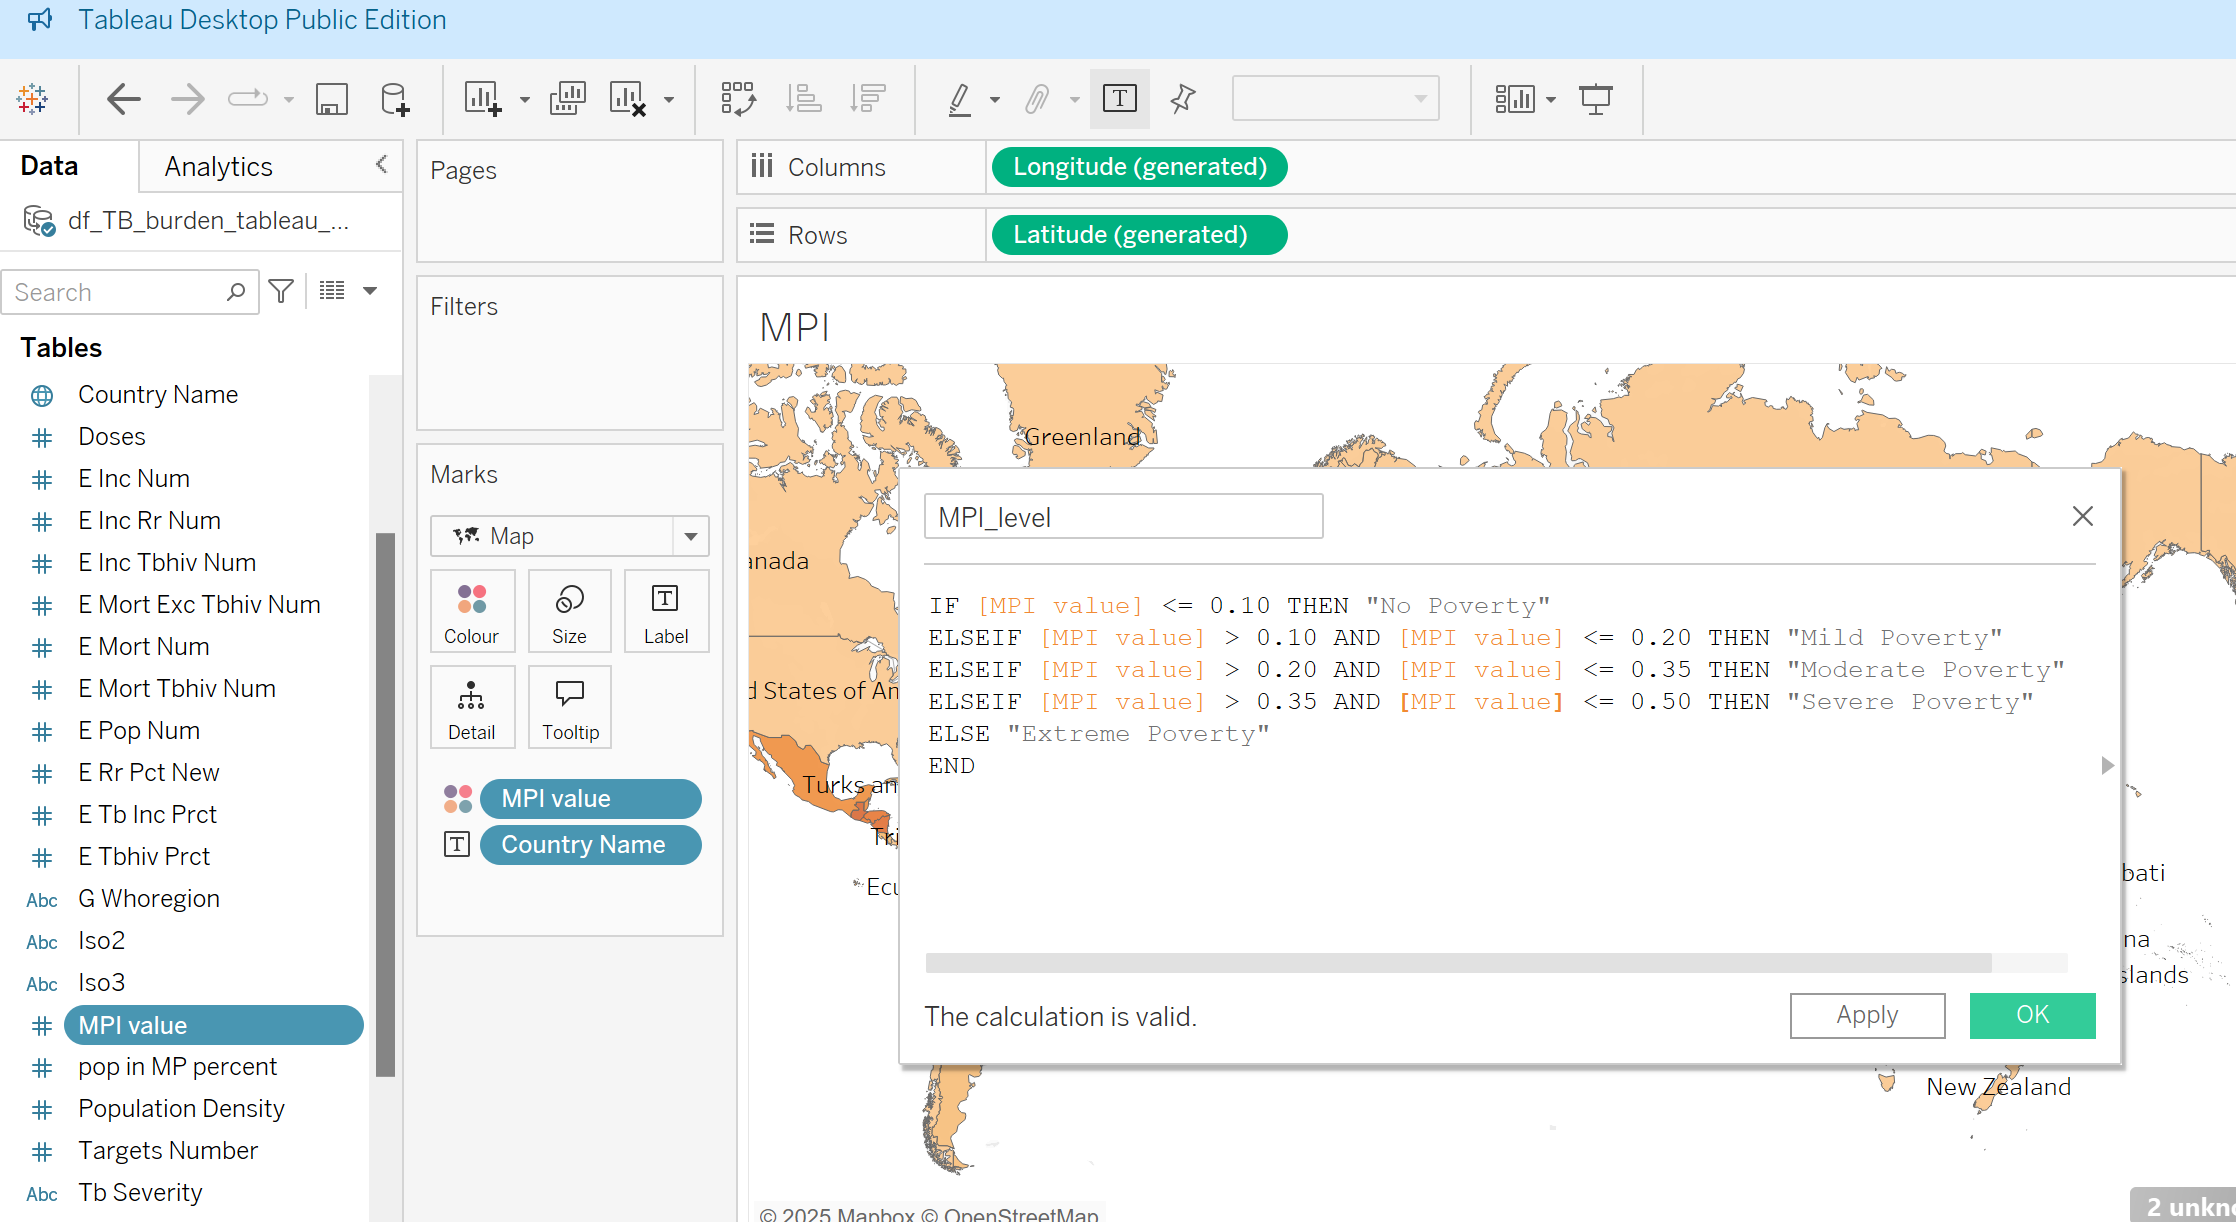 Tableau Desktop Public Edition
Data
Analytics
df_TB_burden_tableau_...
Search
Tables
Country Name
Doses
E Inc Num
E Inc Rr Num
E Inc Tbhiv Num
E Mort Exc Tbhiv Num
E Mort Num
E Mort Tbhiv Num
E Pop Num
E Rr Pct New
E Tb Inc Prct
E Tbhiv Prct
Abc G Whoregion
Abc Iso2
Abc Iso3
MPI value
pop in MP percent
Population Density
Targets Number
Abc Tb Severity
Pages
Filters
Marks
Map
Colour
Size
Label
Detail
Tooltip
MPI value
Country Name
Columns
Longitude (generated)
Rows
Latitude (generated)
MPI
Greenland
anada
d States of Am
Turks an
Tri
Ecu
MPI_level
IF [MPI value] <= 0.10 THEN "No Poverty"
ELSEIF [MPI value] > 0.10 AND [MPI value] <= 0.20 THEN "Mild Poverty"
ELSEIF [MPI value] > 0.20 AND [MPI value] <= 0.35 THEN "Moderate Poverty"
ELSEIF [MPI value] > 0.35 AND [MPI value] <= 0.50 THEN "Severe Poverty"
ELSE "Extreme Poverty"
END
The calculation is valid.
Apply
OK
bati
na
slands
New Zealand
© 2025 Mapbox © OpenStreetMap
2 unkn